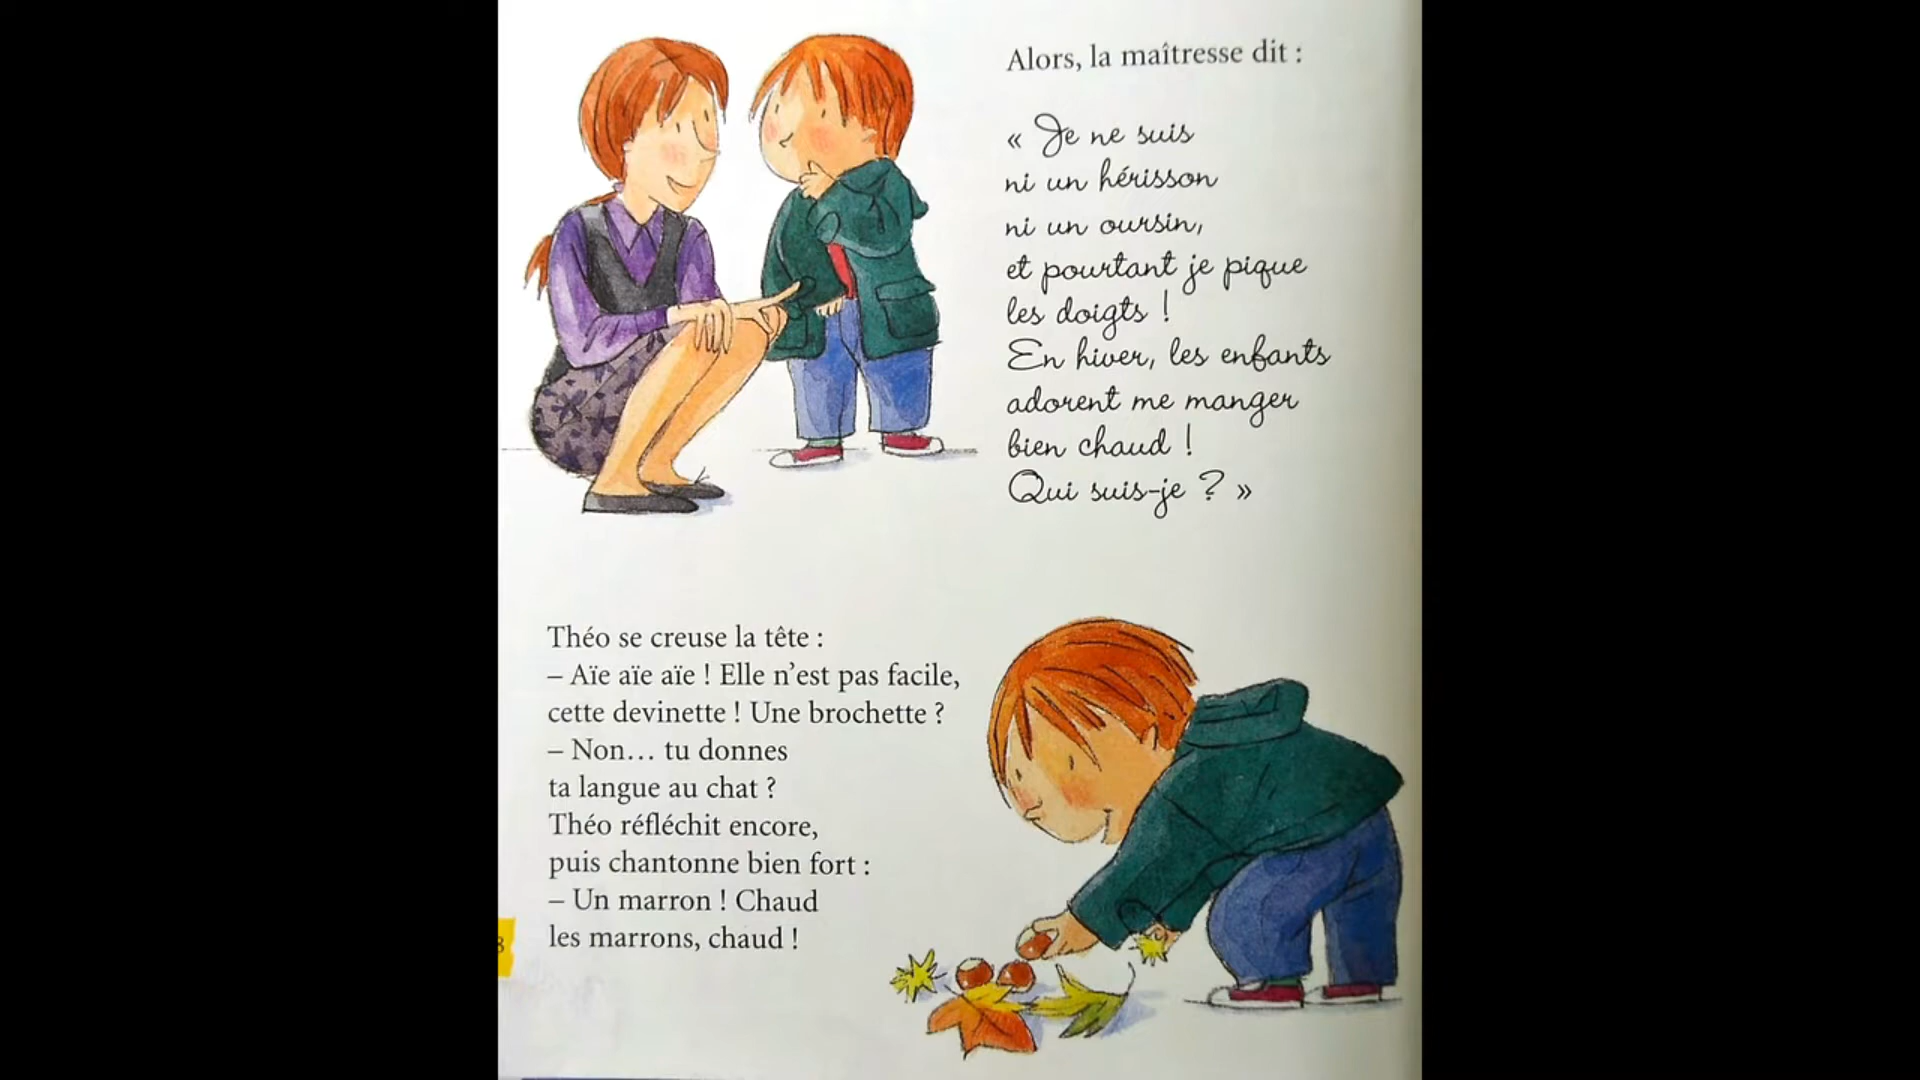 Alors, la maîtresse dit :
« Je ne suis
ni un hérisson
ni un oursin,
et pourtant je pique
les doigts !
En hiver, les enfants
adorent me manger
bien chaud !
Qui suis-je ? »
Théo se creuse la tête :
– Aïe aïe aïe ! Elle n'est pas facile,
cette devinette ! Une brochette ?
– Non… tu donnes
ta langue au chat ?
Théo réfléchit encore,
puis chantonne bien fort :
– Un marron ! Chaud
les marrons, chaud !